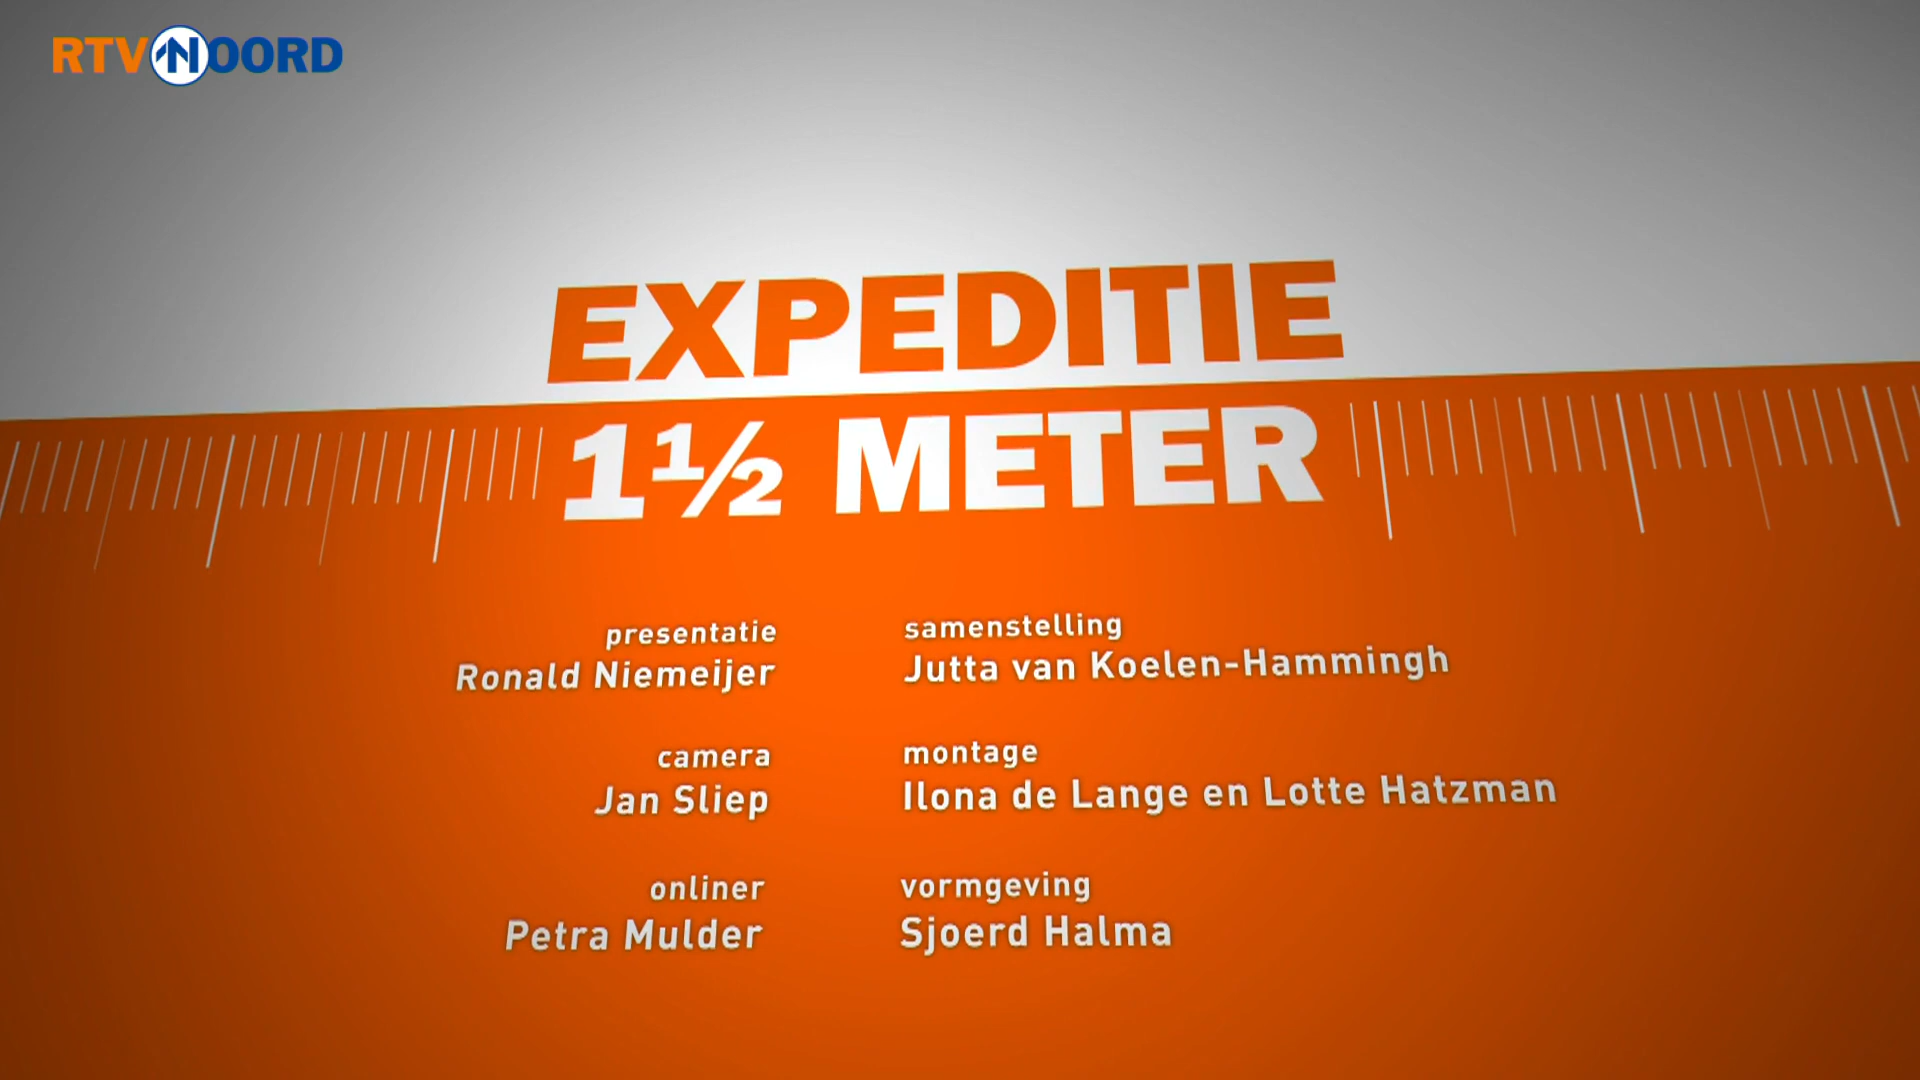 RTV NOORD
EXPEDITIE
1½ METER
presentatie
Ronald Niemeijer
samenstelling
Jutta van Koelen-Hammingh
camera
Jan Sliep
montage
Ilona de Lange en Lotte Hatzman
onliner
Petra Mulder
vormgeving
Sjoerd Halma